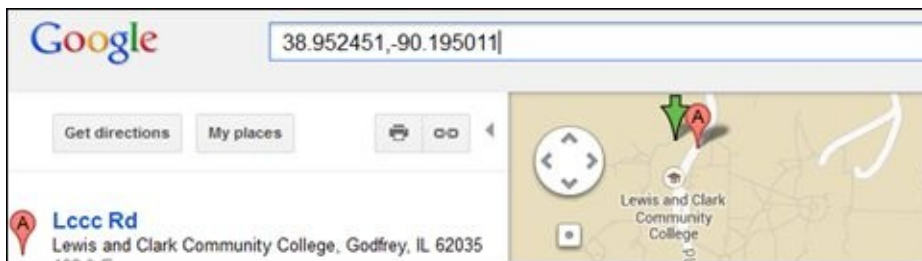 Google
38.952451,-90.195011
Get directions
My places
A
Lccc Rd
Lewis and Clark Community College, Godfrey, IL 62035
A
Lewis and Clark
Community
College